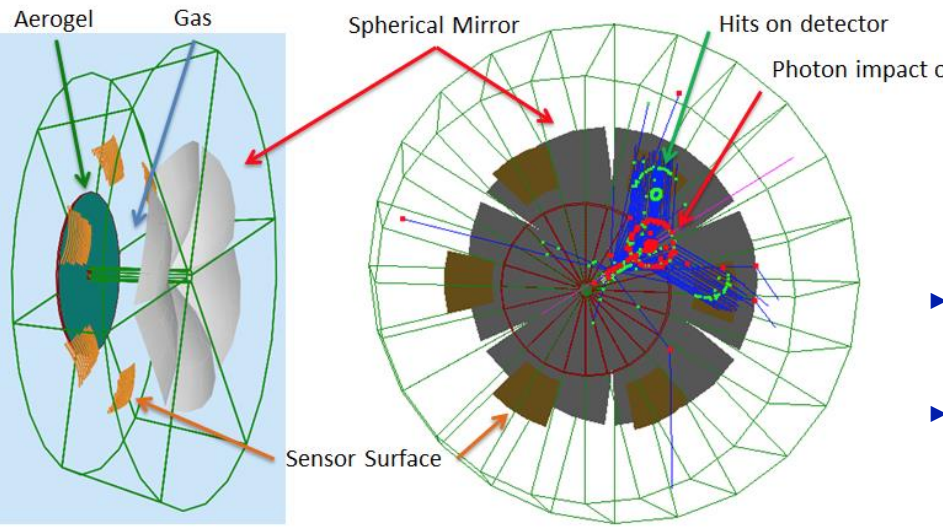 Aerogel
Gas
Spherical Mirror
Hits on detector
Photon impact
Sensor Surface